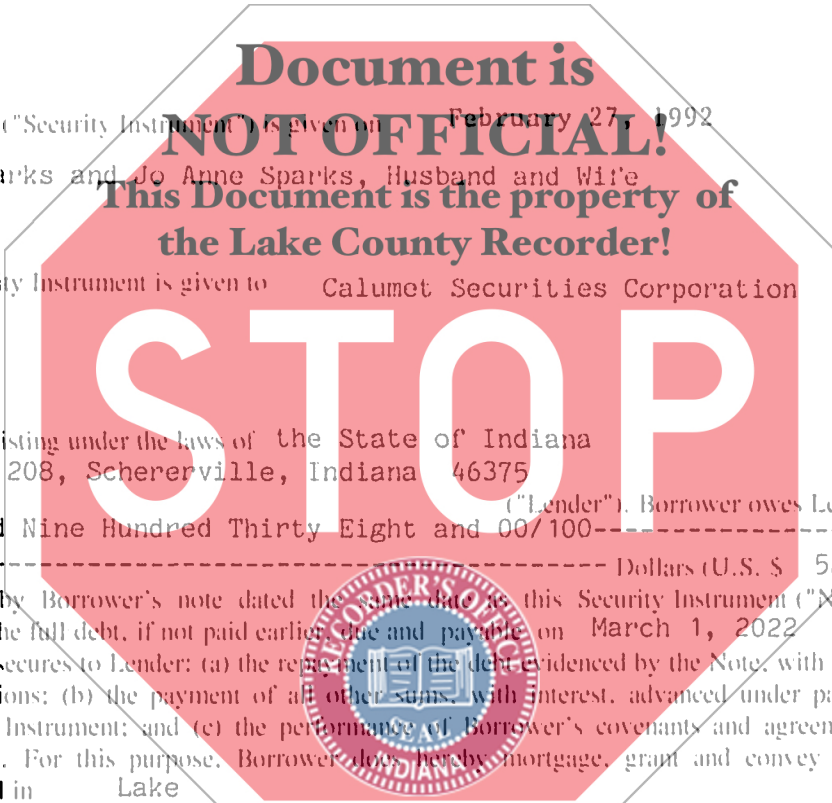 Document is
("Security Instrument") is given on February 27, 1992
NOT OFFICIAL!
and Jo Anne Sparks, Husband and Wife
This Document is the property of
the Lake County Recorder!
Instrument is given to Calumet Securities Corporation
STOP
under the laws of the State of Indiana
208, Schererville, Indiana 46375
("Lender"). Borrower owes
Nine Hundred Thirty Eight and 00/100
Dollars (U.S. $ 5
by Borrower's note dated the same date as this Security Instrument ("N
full debt, if not paid earlier, due and payable on March 1, 2022
secures to Lender: (a) the repayment of the debt evidenced by the Note, with
(b) the payment of all other sums, with interest, advanced under
Instrument; and (c) the performance of Borrower's covenants and
For this purpose, Borrower does hereby mortgage, grant and convey
in Lake
RECORDER'S OFFICE
SEAL
INDIANA